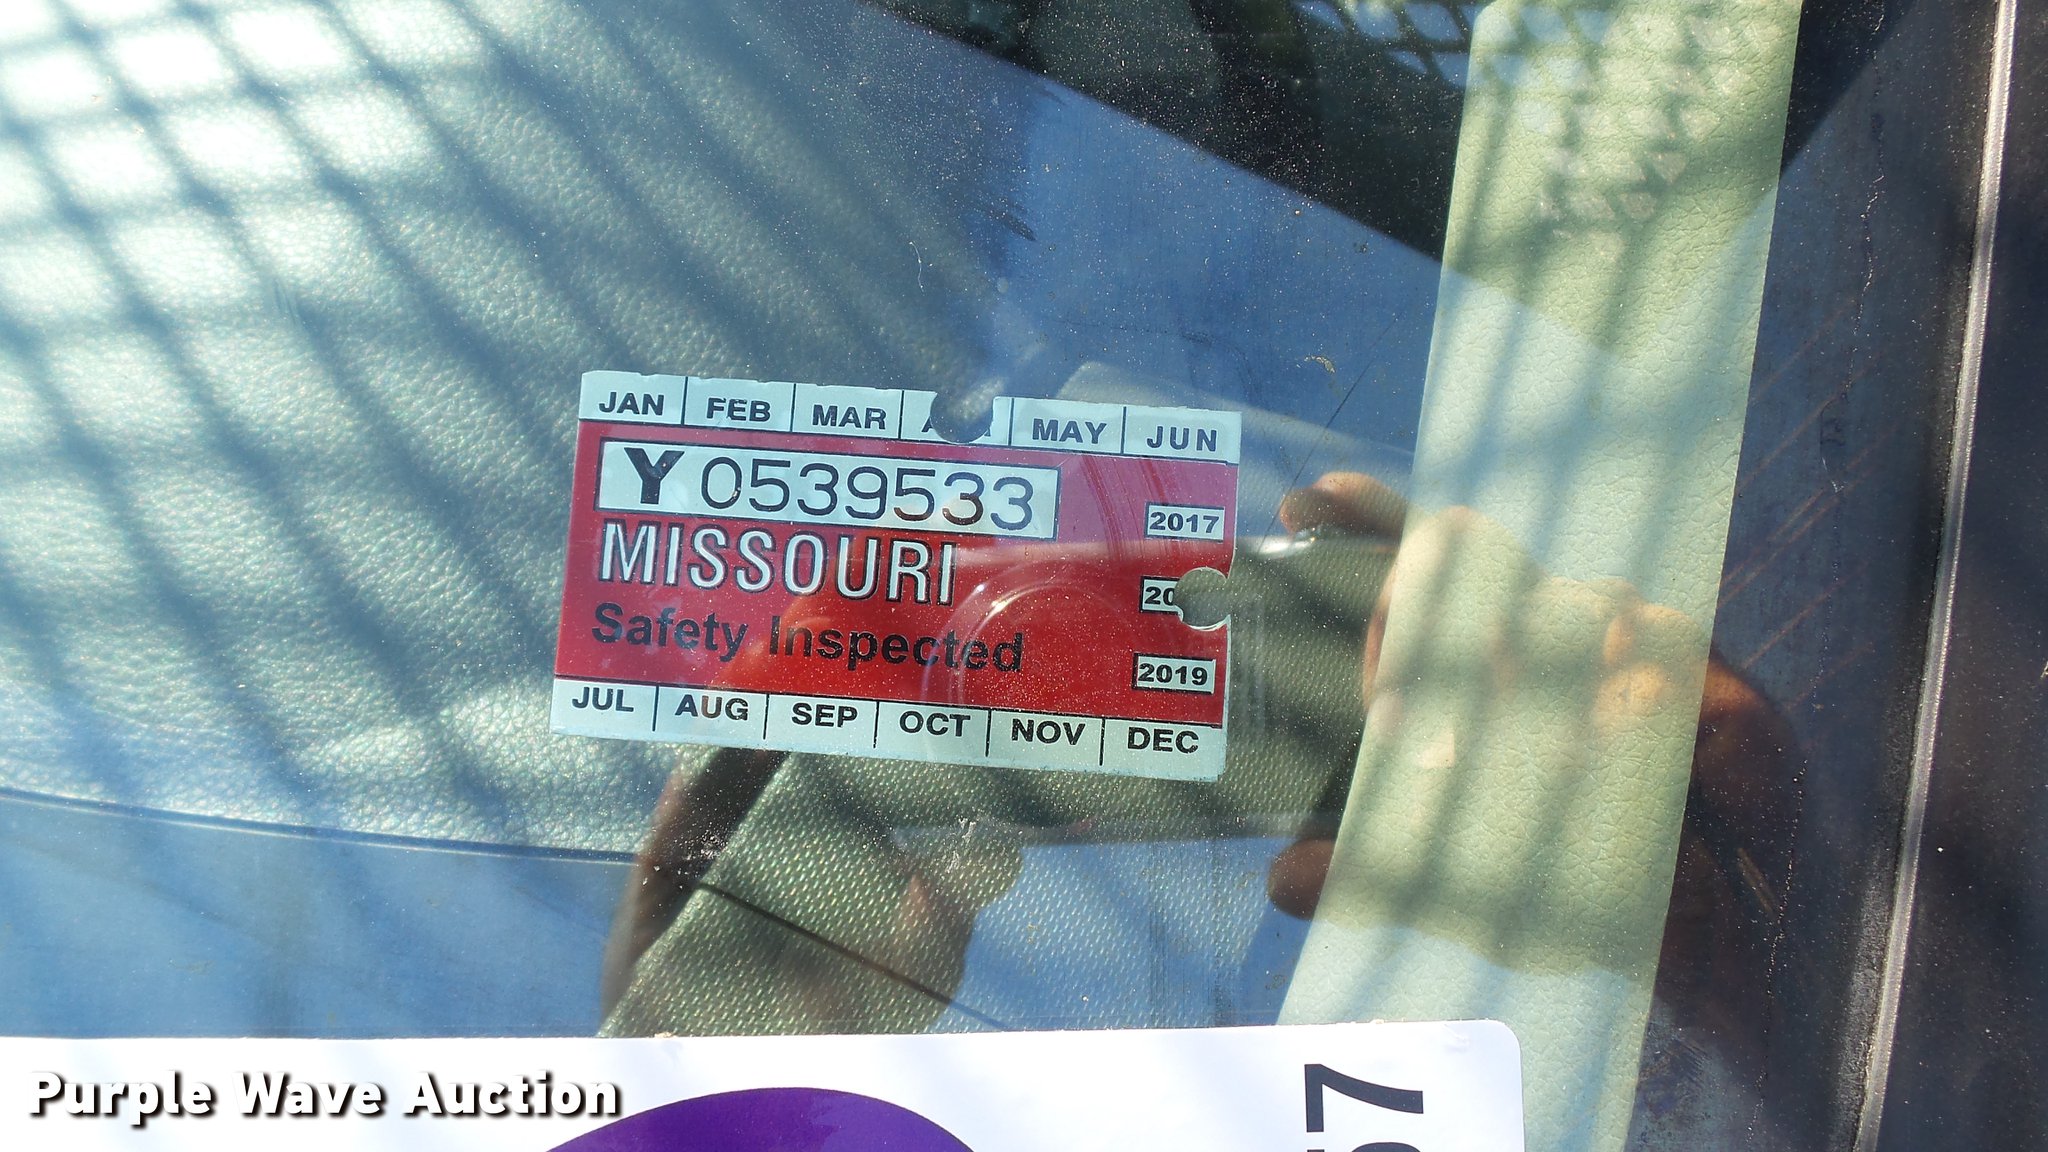 JAN FEB MAR MAY JUN
Y 0539533
2017
MISSOURI
20
Safety Inspected
2019
JUL AUG SEP OCT NOV DEC
Purple Wave Auction